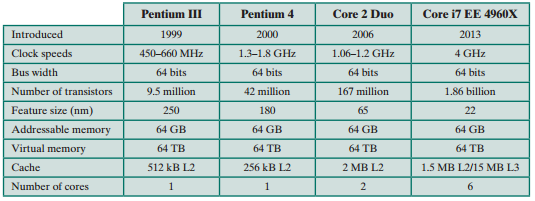 Pentium III Pentium 4 Core 2 Duo Core i7 EE 4960X
Introduced 1999 2000 2006 2013
Clock speeds 450–660 MHz 1.3–1.8 GHz 1.06–1.2 GHz 4 GHz
Bus width 64 bits 64 bits 64 bits 64 bits
Number of transistors 9.5 million 42 million 167 million 1.86 billion
Feature size (nm) 250 180 65 22
Addressable memory 64 GB 64 GB 64 GB 64 GB
Virtual memory 64 TB 64 TB 64 TB 64 TB
Cache 512 kB L2 256 kB L2 2 MB L2 1.5 MB L2/15 MB L3
Number of cores 1 1 2 6